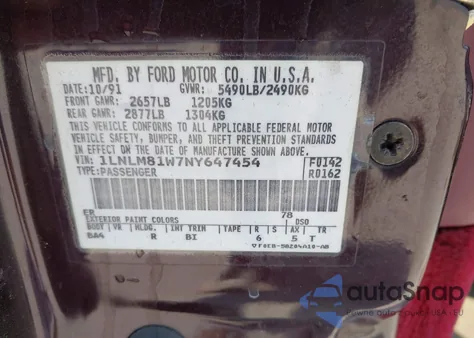 MFD. BY FORD MOTOR CO. IN U.S.A.
DATE: 10/91 GVWR: 5490LB/2490KG
FRONT GAWR: 2657LB 1205KG
REAR GAWR: 2877LB 1304KG
THIS VEHICLE CONFORMS TO ALL APPLICABLE FEDERAL MOTOR
VEHICLE SAFETY, BUMPER, AND THEFT PREVENTION STANDARDS
IN EFFECT ON THE DATE OF MANUFACTURE SHOWN ABOVE.
VIN: 1LNLM81W7NY647454 F0142
TYPE: PASSENGER R0162
ER 78
EXTERIOR PAINT COLORS DSO
BODY VR MLDG. INT TRIM TAPE R S AX TR
BA4 R BI 6 5 T
autoSnap